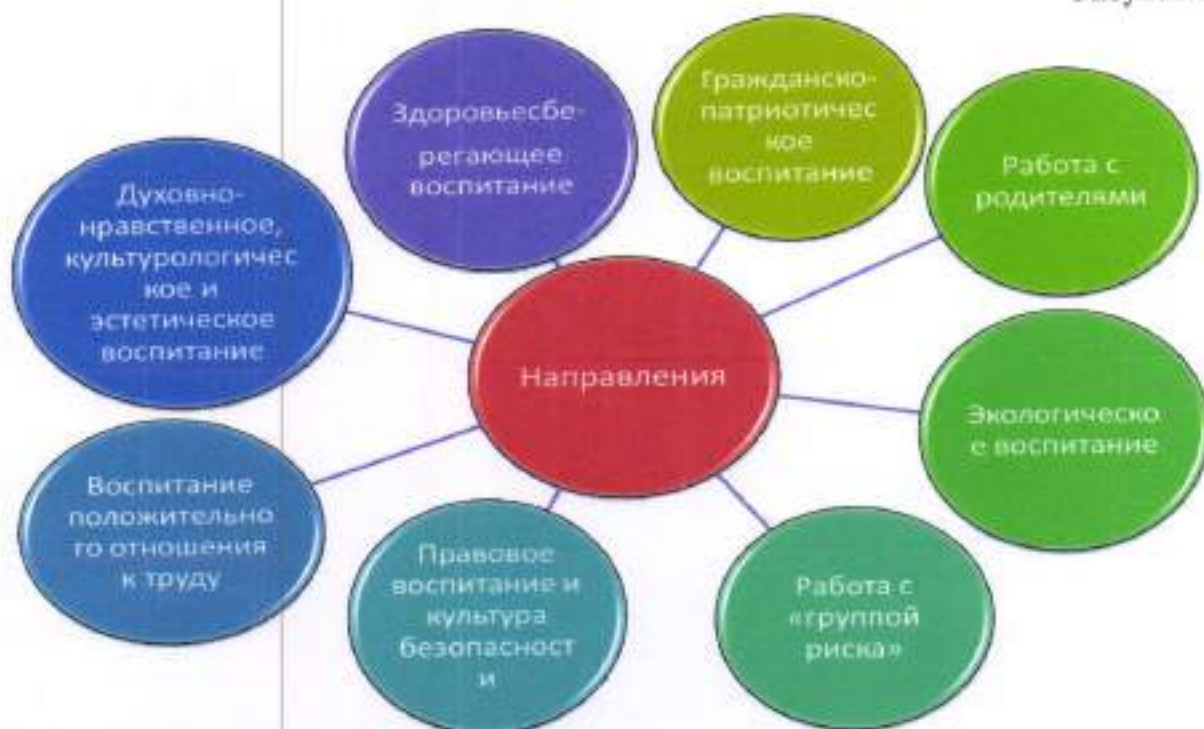 Здоровьесбе-
регающее
воспитание
Гражданско-
патриотичес
кое
воспитание
Работа с
родителями
Духовно-
нравственное,
культурологичес
кое и
эстетическое
воспитание
Направления
Экологическо
е воспитание
Воспитание
положительно
го отношения
к труду
Правовое
воспитание и
культура
безопасност
и
Работа с
«группой
риска»